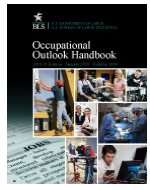 BLS
U.S. DEPARTMENT OF LABOR
U.S. BUREAU OF LABOR STATISTICS
Occupational
Outlook Handbook
JOBS